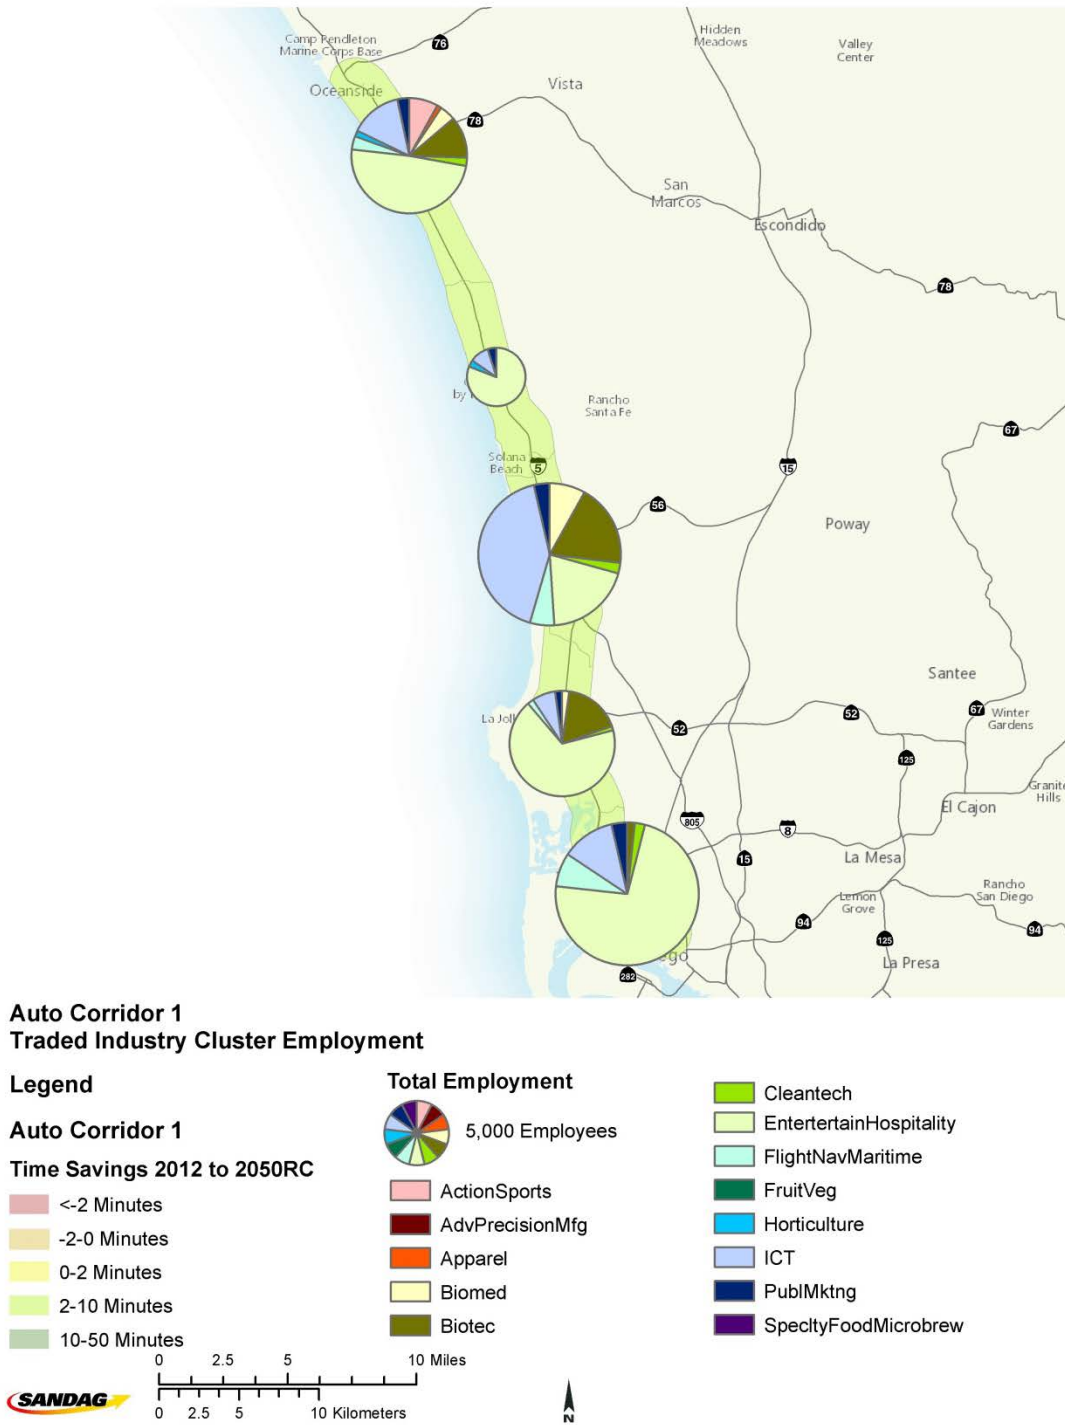 Camp Pendleton
Marine Corps Base
76
Hidden
Meadows
Valley
Center
Oceanside
Vista
78
San
Marcos
Escondido
78
by
Rancho
Santa Fe
67
Solana
Beach
5
15
56
Poway
Santee
67
Winter
Gardens
La Joll
52
52
125
Granite
Hills
El Cajon
805
8
15
La Mesa
Rancho
San Diego
Lemon
Grove
94
94
125
ego
La Presa
282
Auto Corridor 1
Traded Industry Cluster Employment
Legend
Auto Corridor 1
Time Savings 2012 to 2050RC
<-2 Minutes
-2-0 Minutes
0-2 Minutes
2-10 Minutes
10-50 Minutes
Total Employment
5,000 Employees
ActionSports
AdvPrecisionMfg
Apparel
Biomed
Biotec
Cleantech
EntertertainHospitality
FlightNavMaritime
FruitVeg
Horticulture
ICT
PublMktng
SpecltyFoodMicrobrew
0 2.5 5 10 Miles
0 2.5 5 10 Kilometers
SANDAG
N